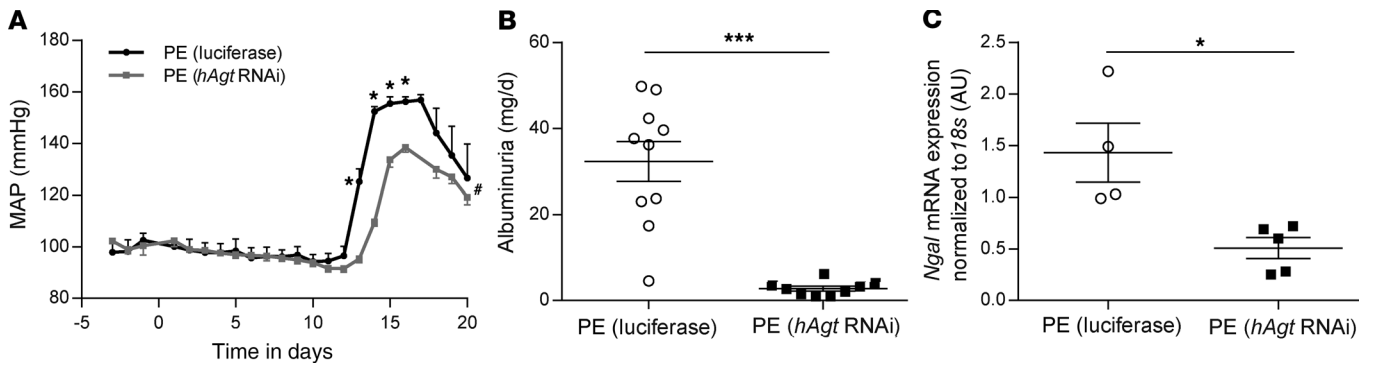 A
180
160
140
120
100
80
MAP (mmHg)
PE (luciferase)
PE (hAgt RNAi)
*
*
*
*
#
-5
0
5
10
15
20
Time in days
B
60
40
20
0
Albuminuria (mg/d)
***
PE (luciferase)
PE (hAgt RNAi)
C
2.5
2.0
1.5
1.0
0.5
0.0
Ngal mRNA expression
normalized to18s (AU)
*
PE (luciferase)
PE (hAgt RNAi)